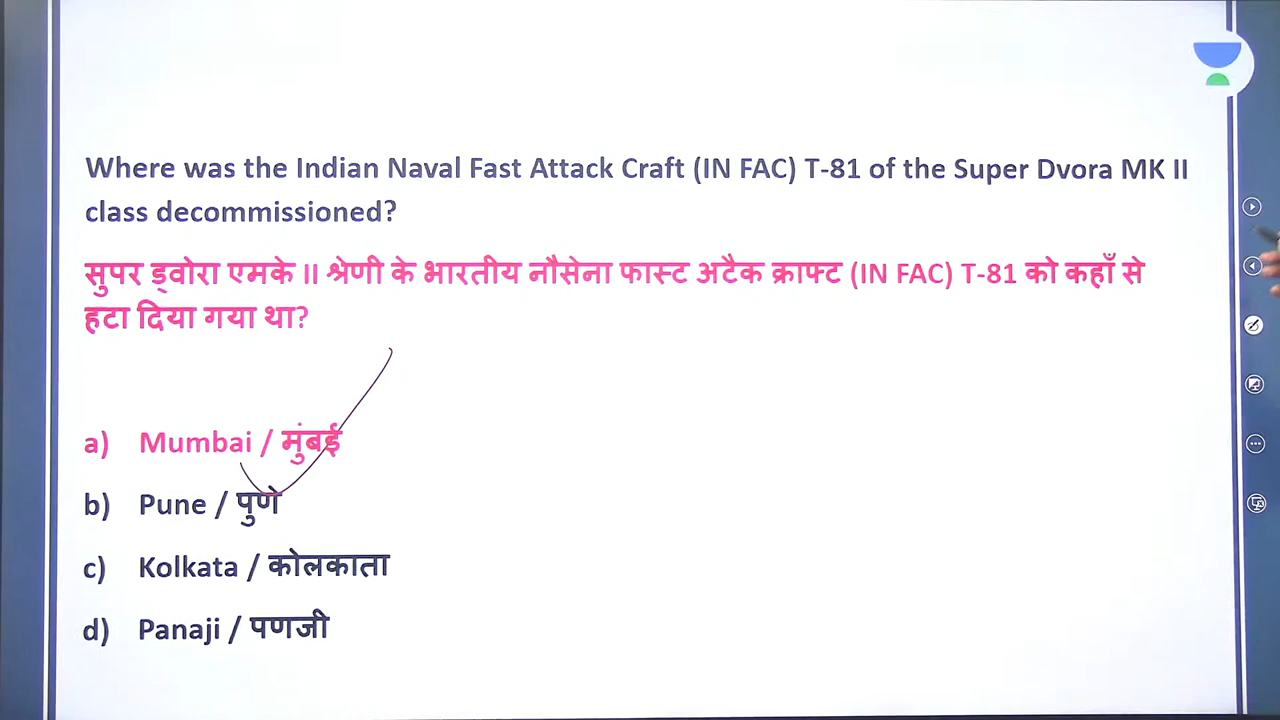 Where was the Indian Naval Fast Attack Craft (IN FAC) T-81 of the Super Dvora MK II
class decommissioned?
सुपर ड्वोरा एमके II श्रेणी के भारतीय नौसेना फास्ट अटैक क्राफ्ट (IN FAC) T-81 को कहाँ से
हटा दिया गया था?
a) Mumbai / मुंबई
b) Pune / पुणे
c) Kolkata / कोलकाता
d) Panaji / पणजी